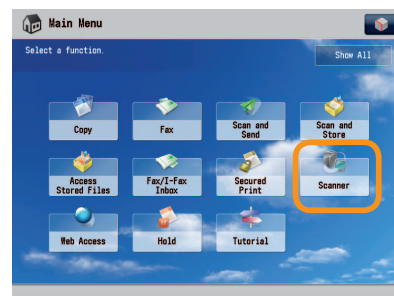 Main Menu
Select a function.
Show All
Copy
Fax
Scan and
Send
Scan and
Store
Access
Stored Files
Fax/I-Fax
Inbox
Secured
Print
Scanner
Web Access
Hold
Tutorial